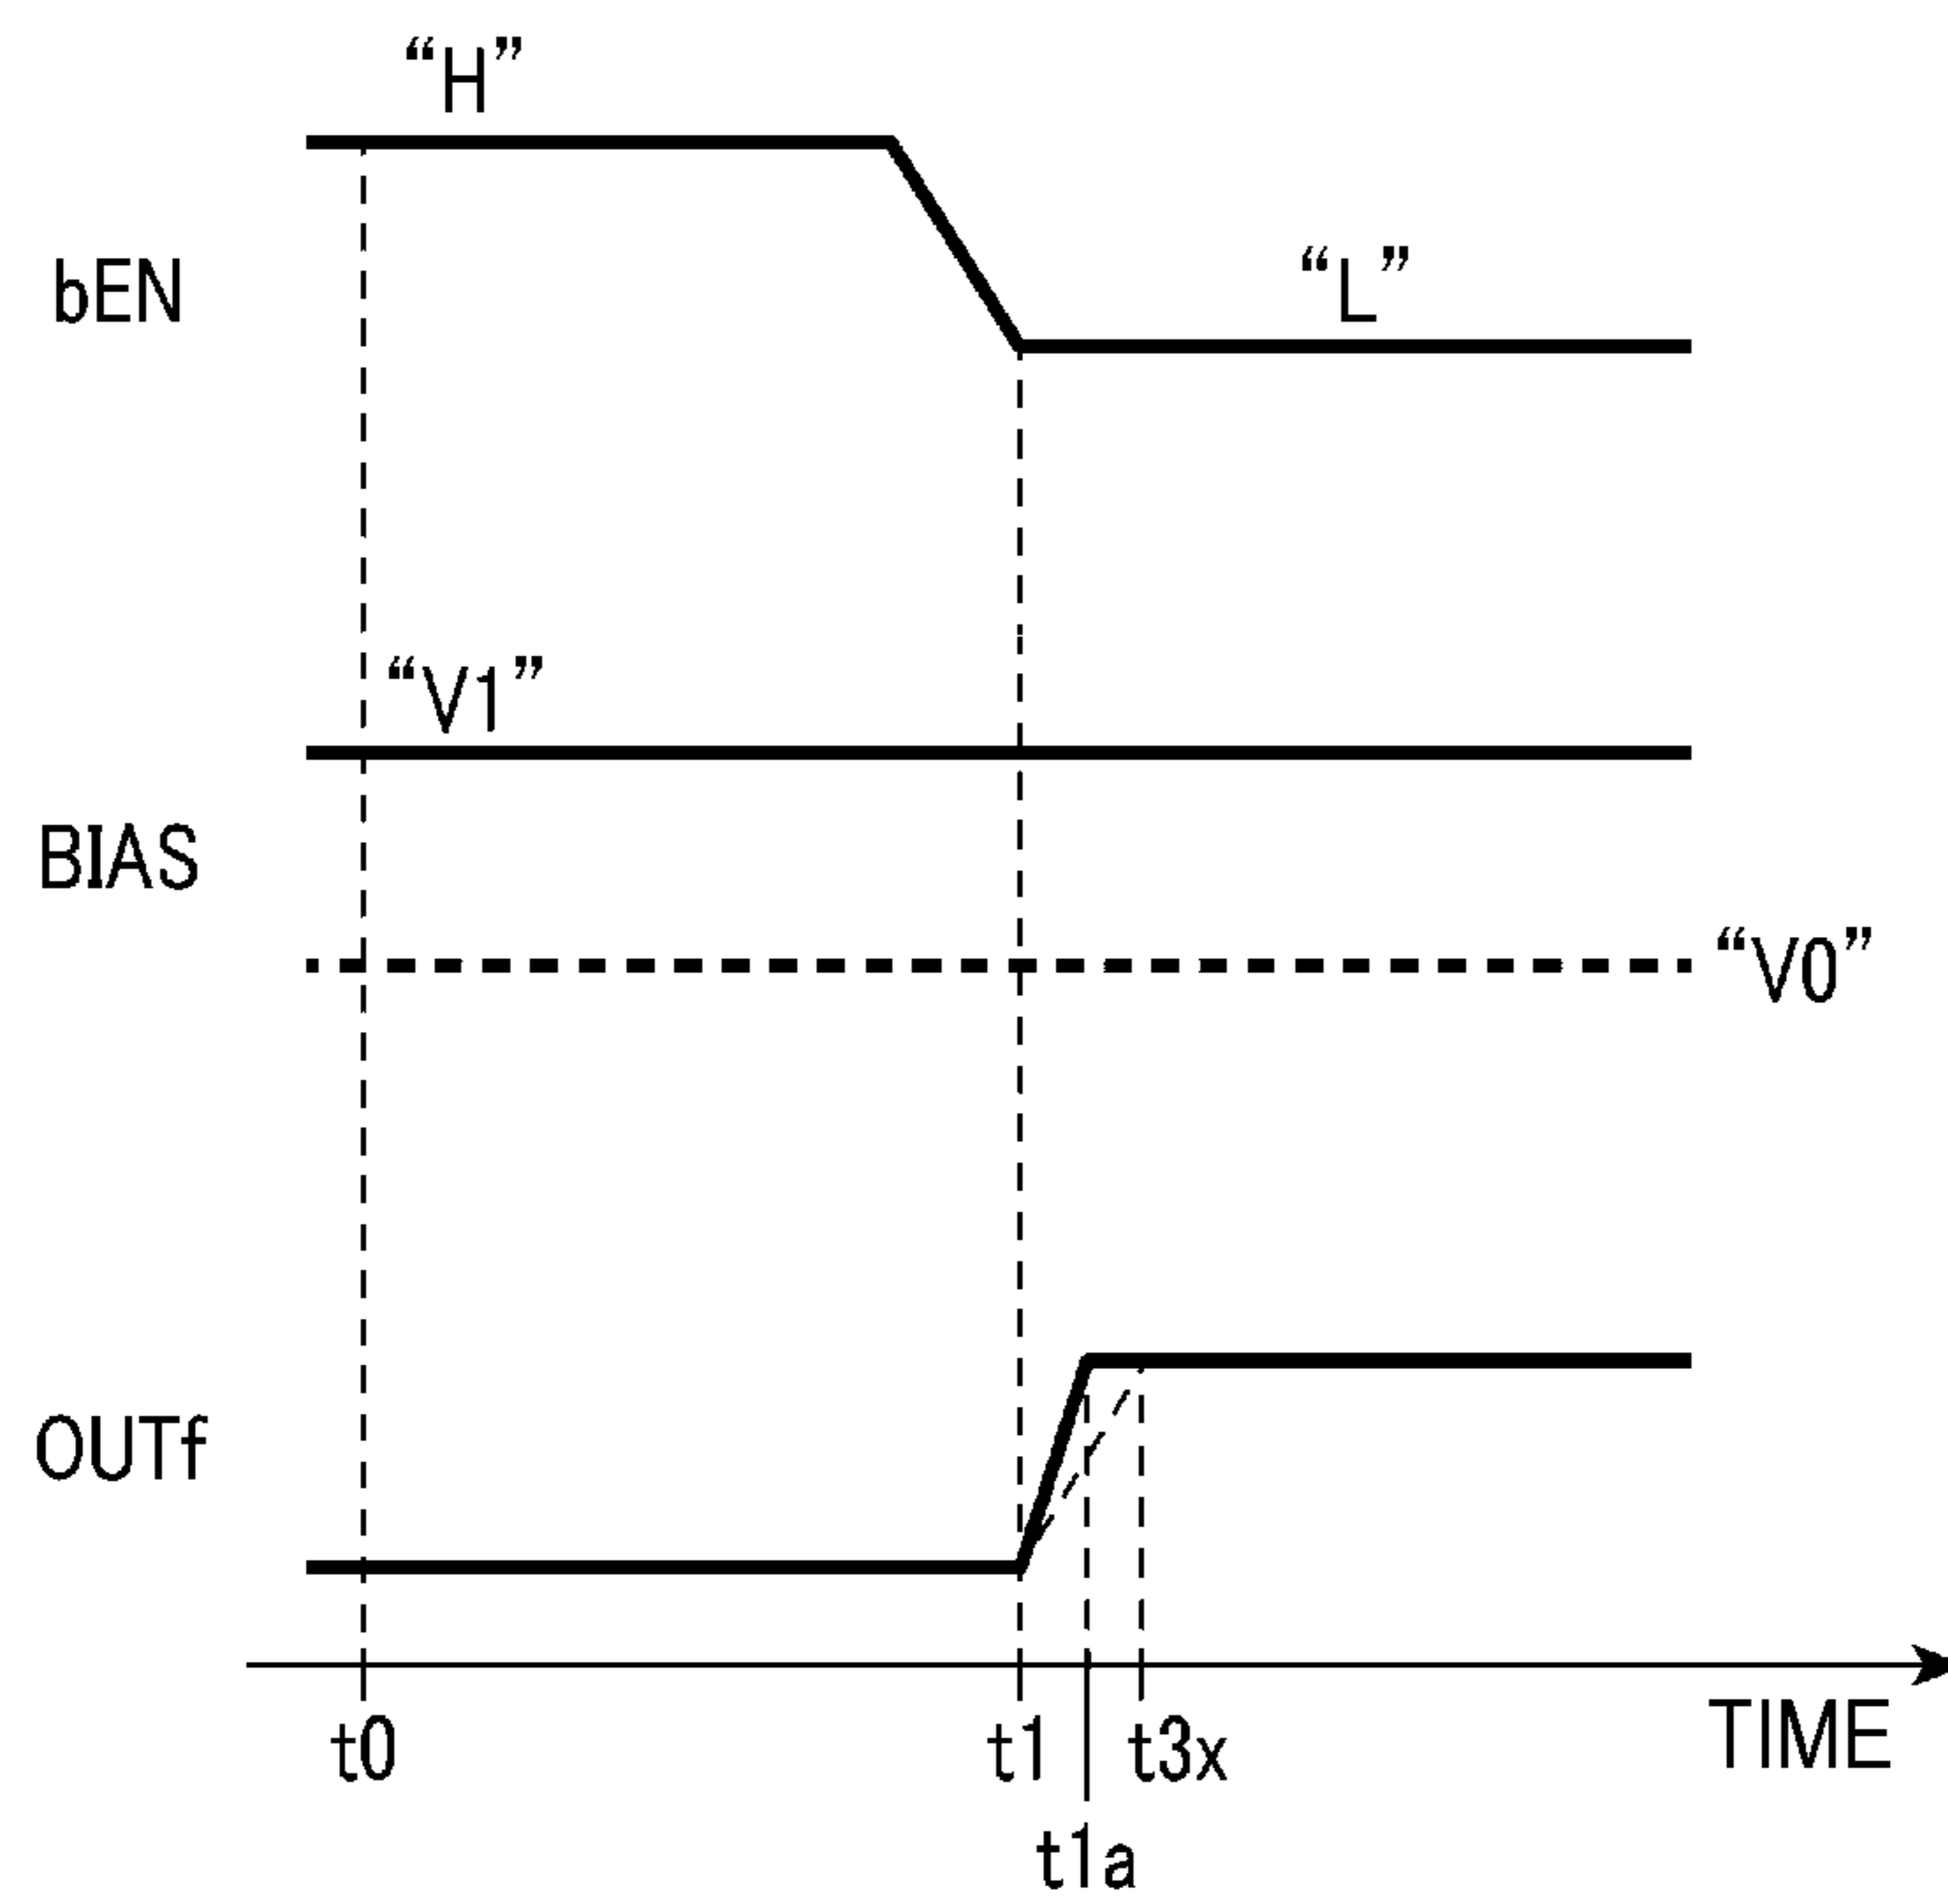 “H”
bEN
“L”
“V1”
BIAS
“V0”
OUTf
t0
t1
t3x
TIME
t1a